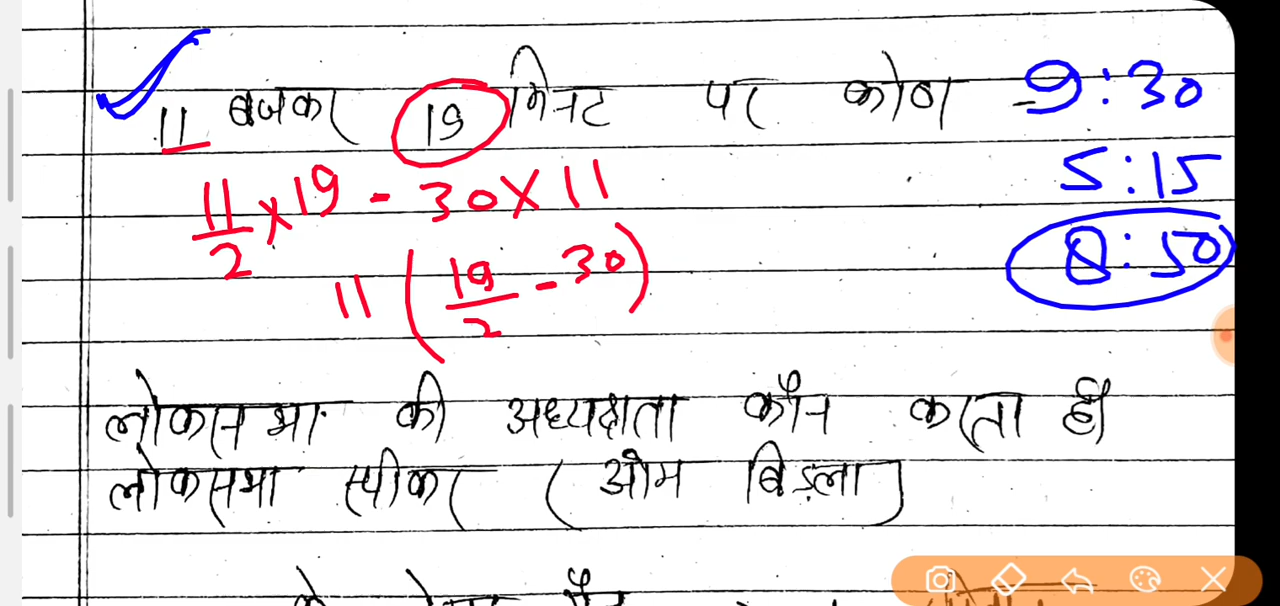 11 बजकर 19 मिनट पर कोण 9:30
5:15
8:50
11/2 × 19 - 30 × 11
11 ( 19/2 - 30 )
लोकसभा की अध्यक्षता कौन करता है
लोकसभा स्पीकर ( ओम बिड़ला )